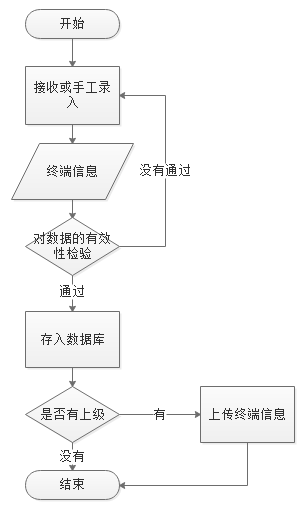 开始
接收或手工录
入
终端信息
没有通过
对数据的有效
性检验
通过
存入数据库
是否有上级
有
上传终端信息
没有
结束